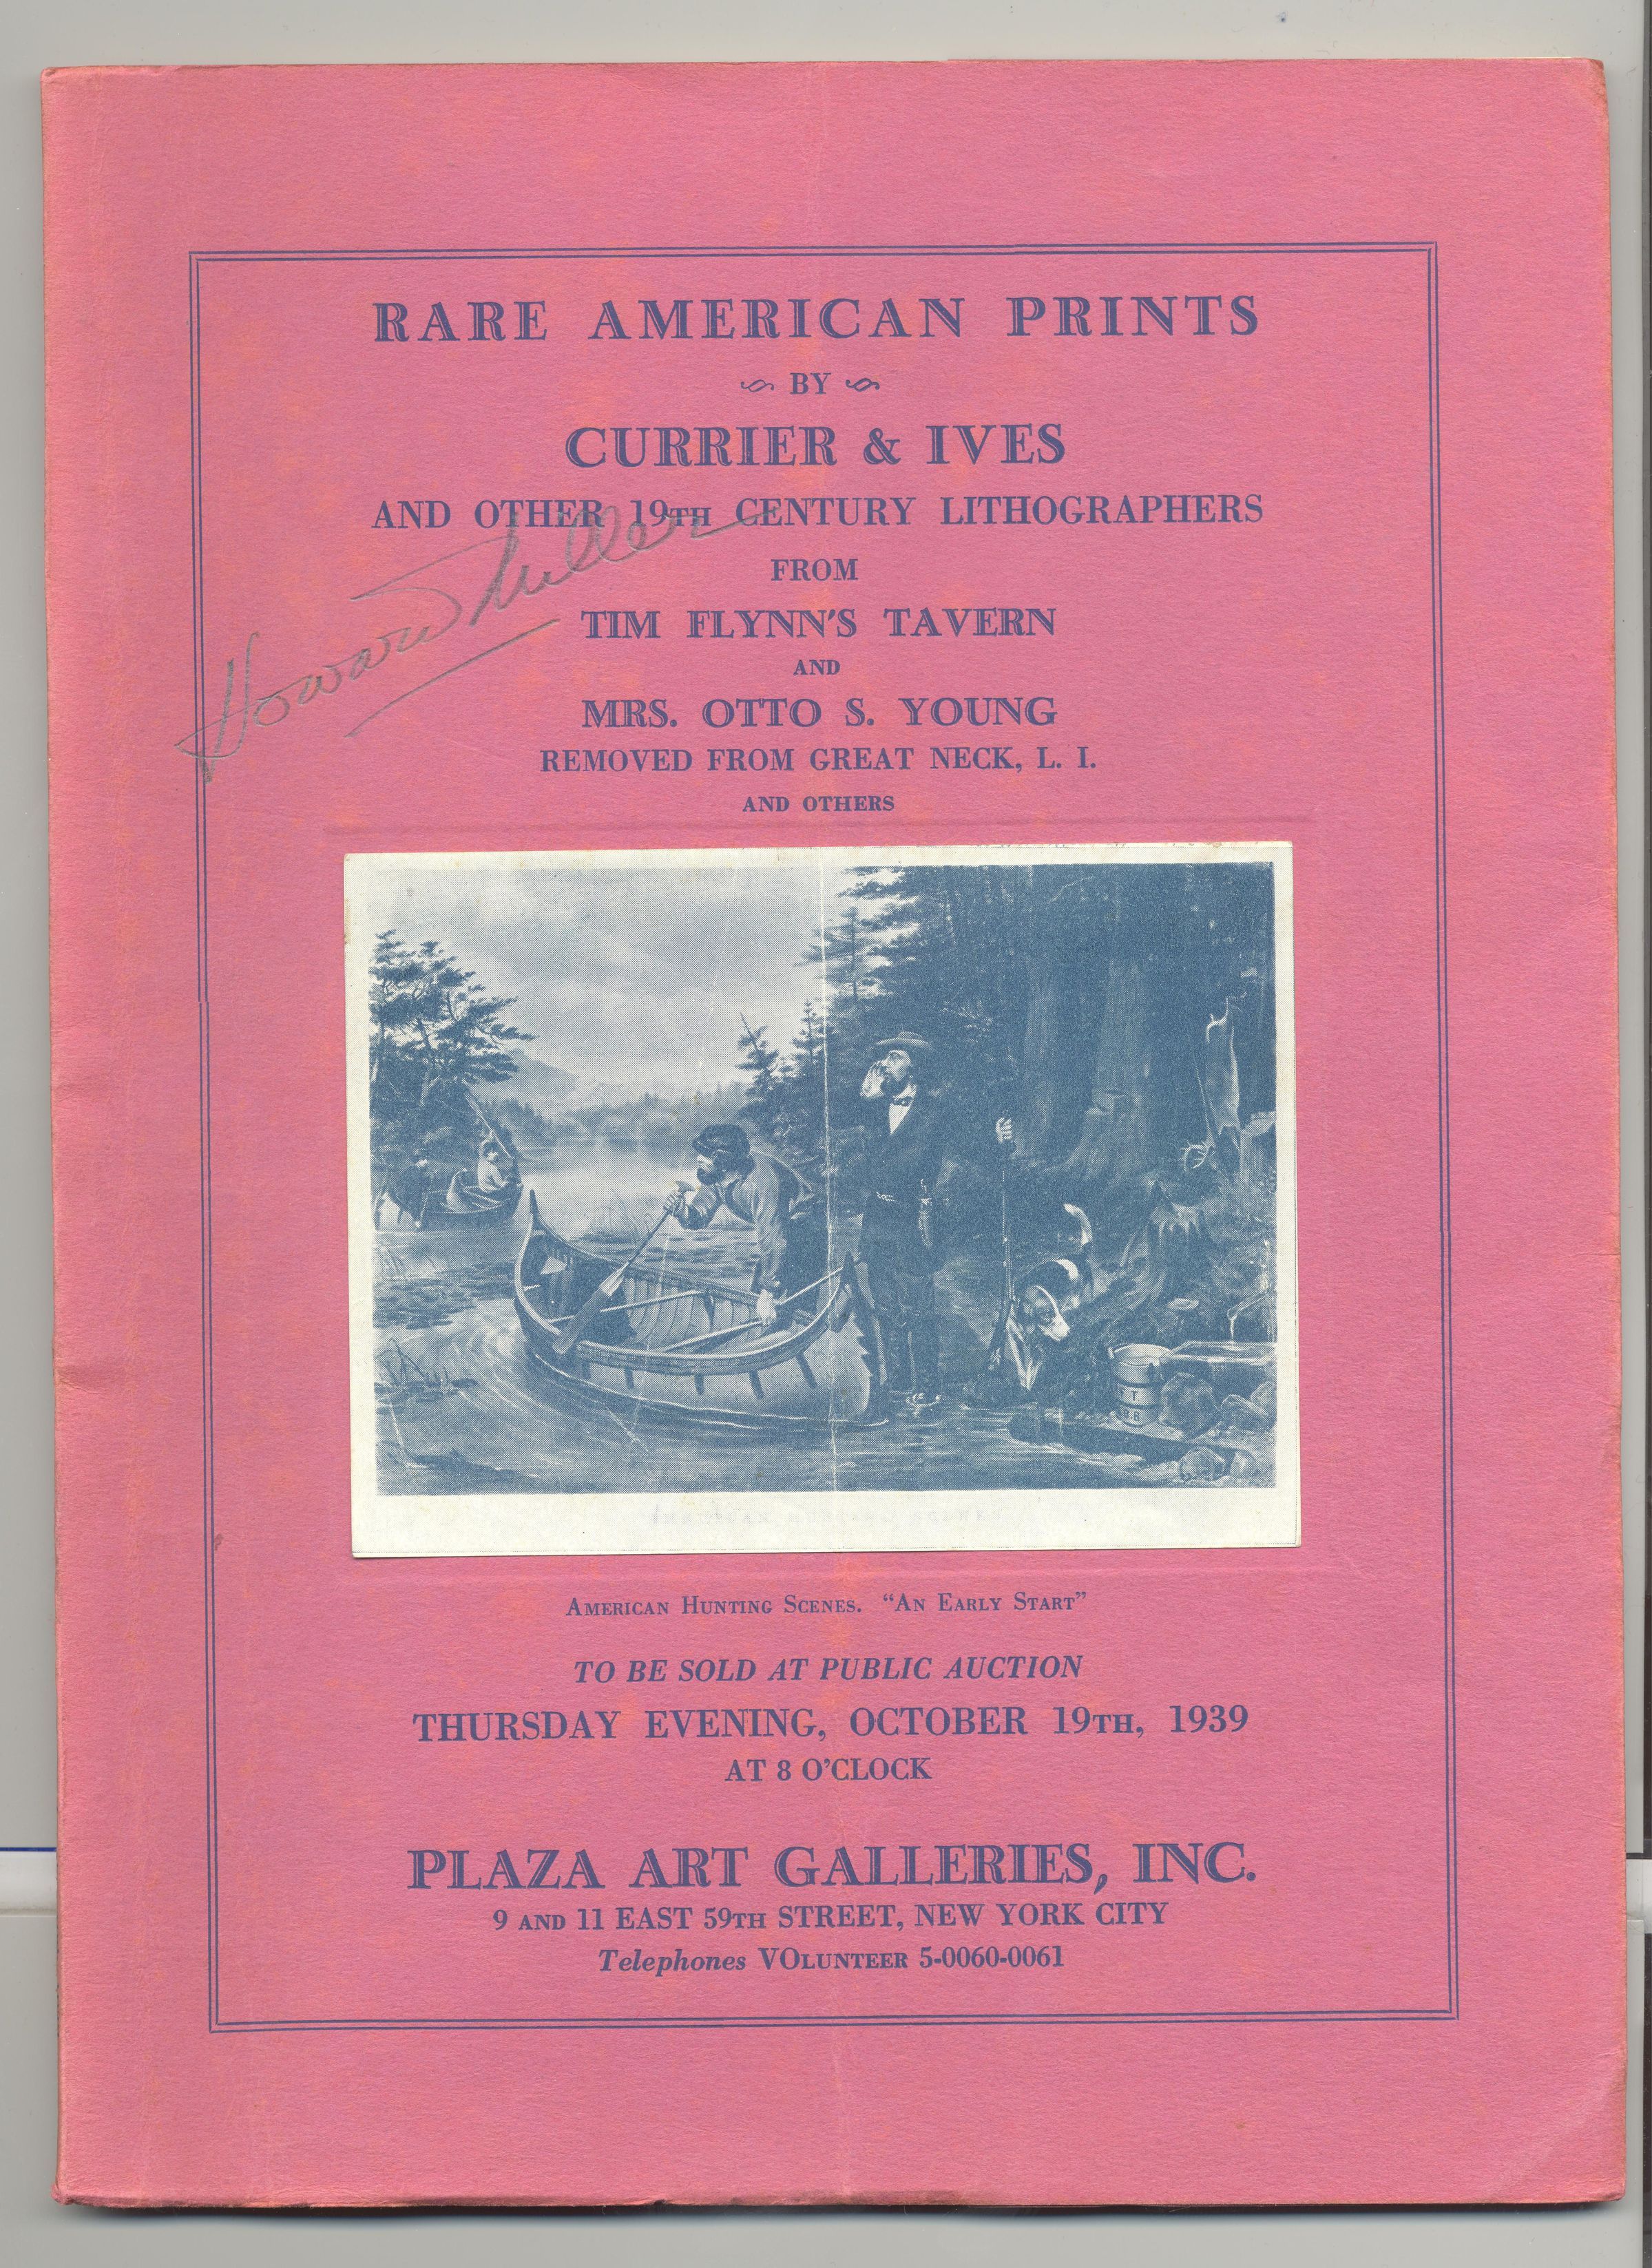 RARE AMERICAN PRINTS
BY
CURRIER & IVES
AND OTHER 19TH CENTURY LITHOGRAPHERS
FROM
Howard Miller
TIM FLYNN'S TAVERN
AND
MRS. OTTO S. YOUNG
REMOVED FROM GREAT NECK, L. I.
AND OTHERS
F T
B.B
AMERICAN HUNTING SCENES. "AN EARLY START"
TO BE SOLD AT PUBLIC AUCTION
THURSDAY EVENING, OCTOBER 19TH, 1939
AT 8 O'CLOCK
PLAZA ART GALLERIES, INC.
9 AND 11 EAST 59TH STREET, NEW YORK CITY
Telephones VOLUNTEER 5-0060-0061